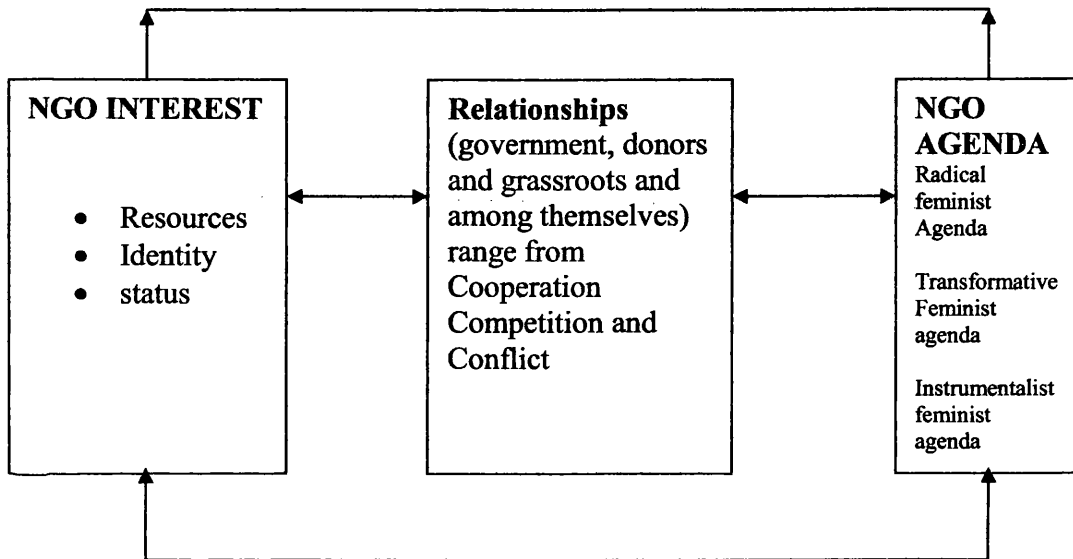 NGO INTEREST
• Resources
• Identity
• status
Relationships
(government, donors
and grassroots and
among themselves)
range from
Cooperation
Competition and
Conflict
NGO
AGENDA
Radical
feminist
Agenda
Transformative
Feminist
agenda
Instrumentalist
feminist
agenda